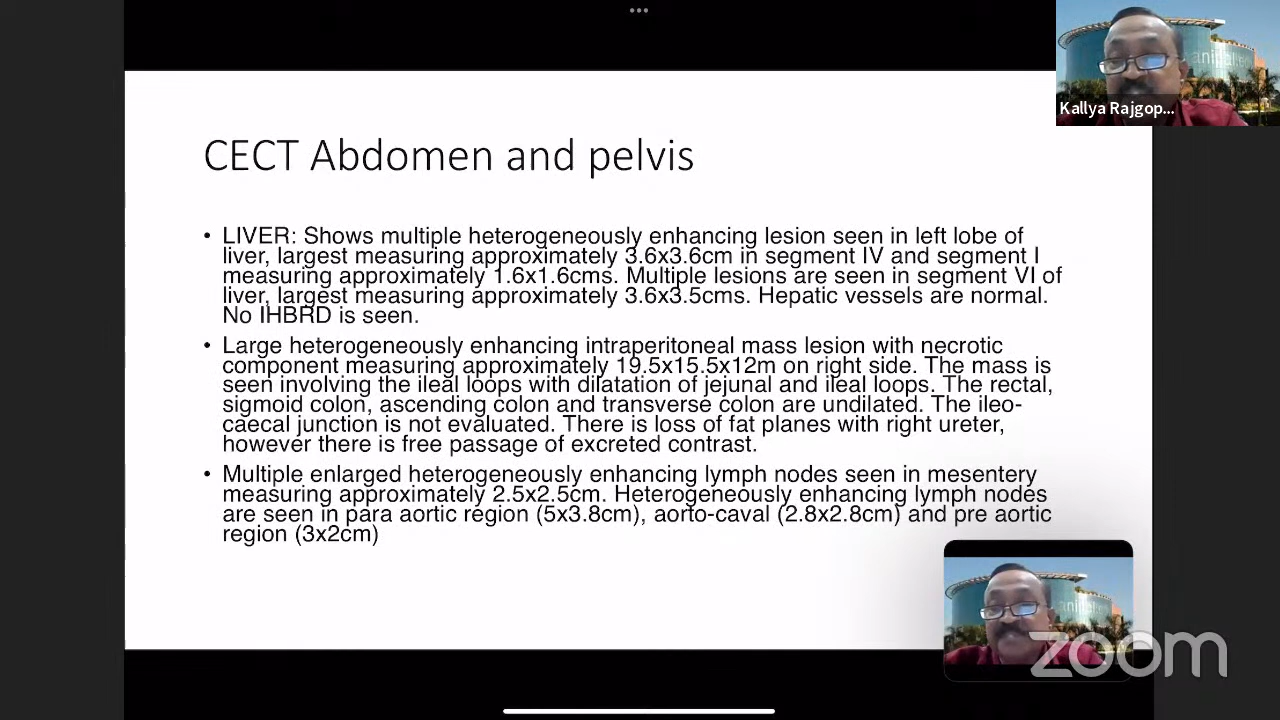 CECT Abdomen and pelvis
• LIVER: Shows multiple heterogeneously enhancing lesion seen in left lobe of
liver, largest measuring approximately 3.6x3.6cm in segment IV and segment I
measuring approximately 1.6x1.6cms. Multiple lesions are seen in segment VI of
liver, largest measuring approximately 3.6x3.5cms. Hepatic vessels are normal.
No IHBRD is seen.
• Large heterogeneously enhancing intraperitoneal mass lesion with necrotic
component measuring approximately 19.5x15.5x12m on right side. The mass is
seen involving the ileal loops with dilatation of jejunal and ileal loops. The rectal,
sigmoid colon, ascending colon and transverse colon are undilated. The ileo-
caecal junction is not evaluated. There is loss of fat planes with right ureter,
however there is free passage of excreted contrast.
• Multiple enlarged heterogeneously enhancing lymph nodes seen in mesentery
measuring approximately 2.5x2.5cm. Heterogeneously enhancing lymph nodes
are seen in para aortic region (5x3.8cm), aorto-caval (2.8x2.8cm) and pre aortic
region (3x2cm)
Kallya Rajgop...
zoom